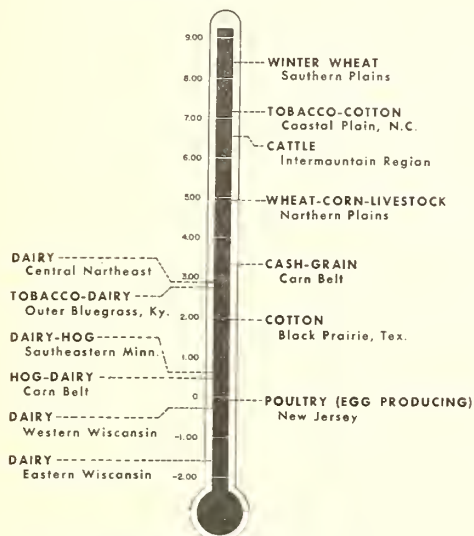 9.00
WINTER WHEAT
Southern Plains
8.00
TOBACCO-COTTON
7.00
Coastal Plain, N.C.
CATTLE
6.00
Intermountain Region
5.00
WHEAT-CORN-LIVESTOCK
Northern Plains
4.00
DAIRY
Central Northeast
CASH-GRAIN
3.00
Corn Belt
TOBACCO-DAIRY
Outer Bluegrass, Ky.
2.00
COTTON
Black Prairie, Tex.
DAIRY-HOG
Southeastern Minn.
1.00
HOG-DAIRY
Corn Belt
0
POULTRY (EGG PRODUCING)
New Jersey
DAIRY
Western Wisconsin
-1.00
DAIRY
Eastern Wisconsin
-2.00